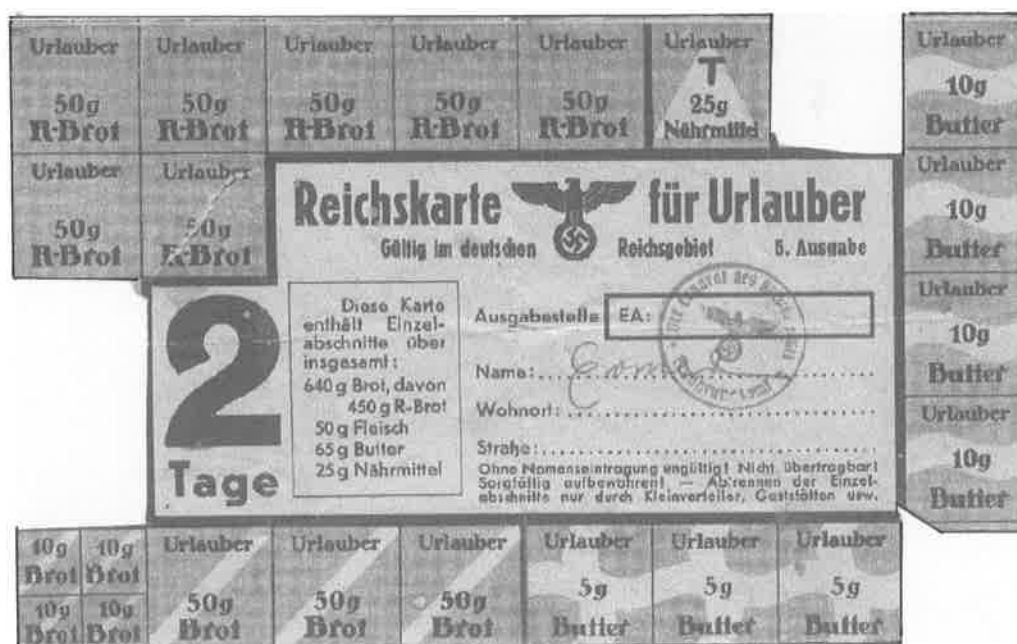 Urlauber Urlauber Urlauber Urlauber Urlauber Urlauber
T
50g 50g 50g 50g 50g 25g
R-Brot R-Brot R-Brot R-Brot R-Brot Nährmittel
Urlauber Urlauber
50g 50g
R-Brot R-Brot
Reichskarte für Urlauber
Gültig im deutschen Reichsgebiet 5. Ausgabe
2
Tage
Diese Karte
enthält Einzel-
abschnitte über
insgesamt:
640 g Brot, davon
450 g R-Brot
50 g Fleisch
65 g Butter
25 g Nährmittel
Ausgabestelle EA:
Name:
Wohnort:
Straße:
Ohne Namenseintragung ungültig! Nicht übertragbar!
Sorgfältig aufbewahren! — Abtrennen der Einzel-
abschnitte nur durch Kleinverteiler, Gaststätten usw.
Urlauber
10g
Butter
Urlauber
10g
Butter
Urlauber
10g
Butter
Urlauber
10g
Butter
10g 10g
Brot Brot
10g 10g
Brot Brot
Urlauber Urlauber Urlauber Urlauber Urlauber Urlauber
50g 50g 50g 5g 5g 5g
Brot Brot Brot Butter Butter Butter